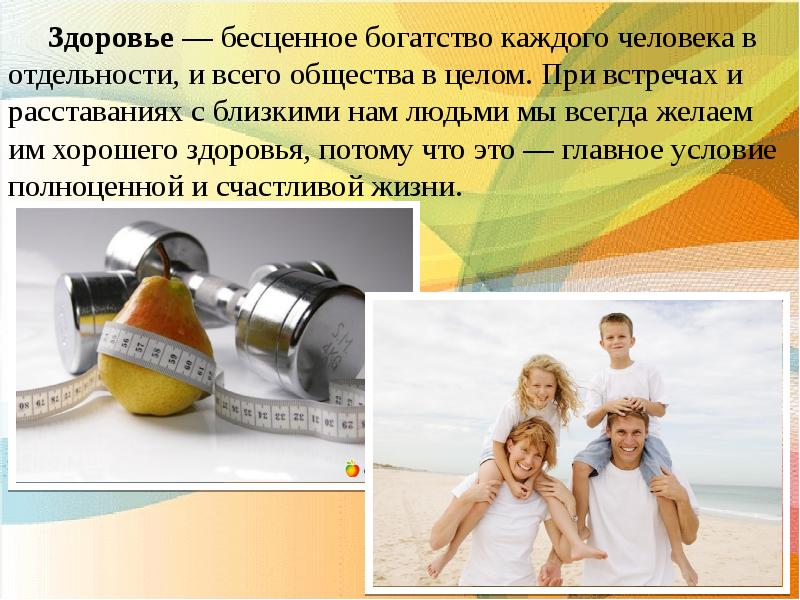 Здоровье — бесценное богатство каждого человека в
отдельности, и всего общества в целом. При встречах и
расставаниях с близкими нам людьми мы всегда желаем
им хорошего здоровья, потому что это — главное условие
полноценной и счастливой жизни.